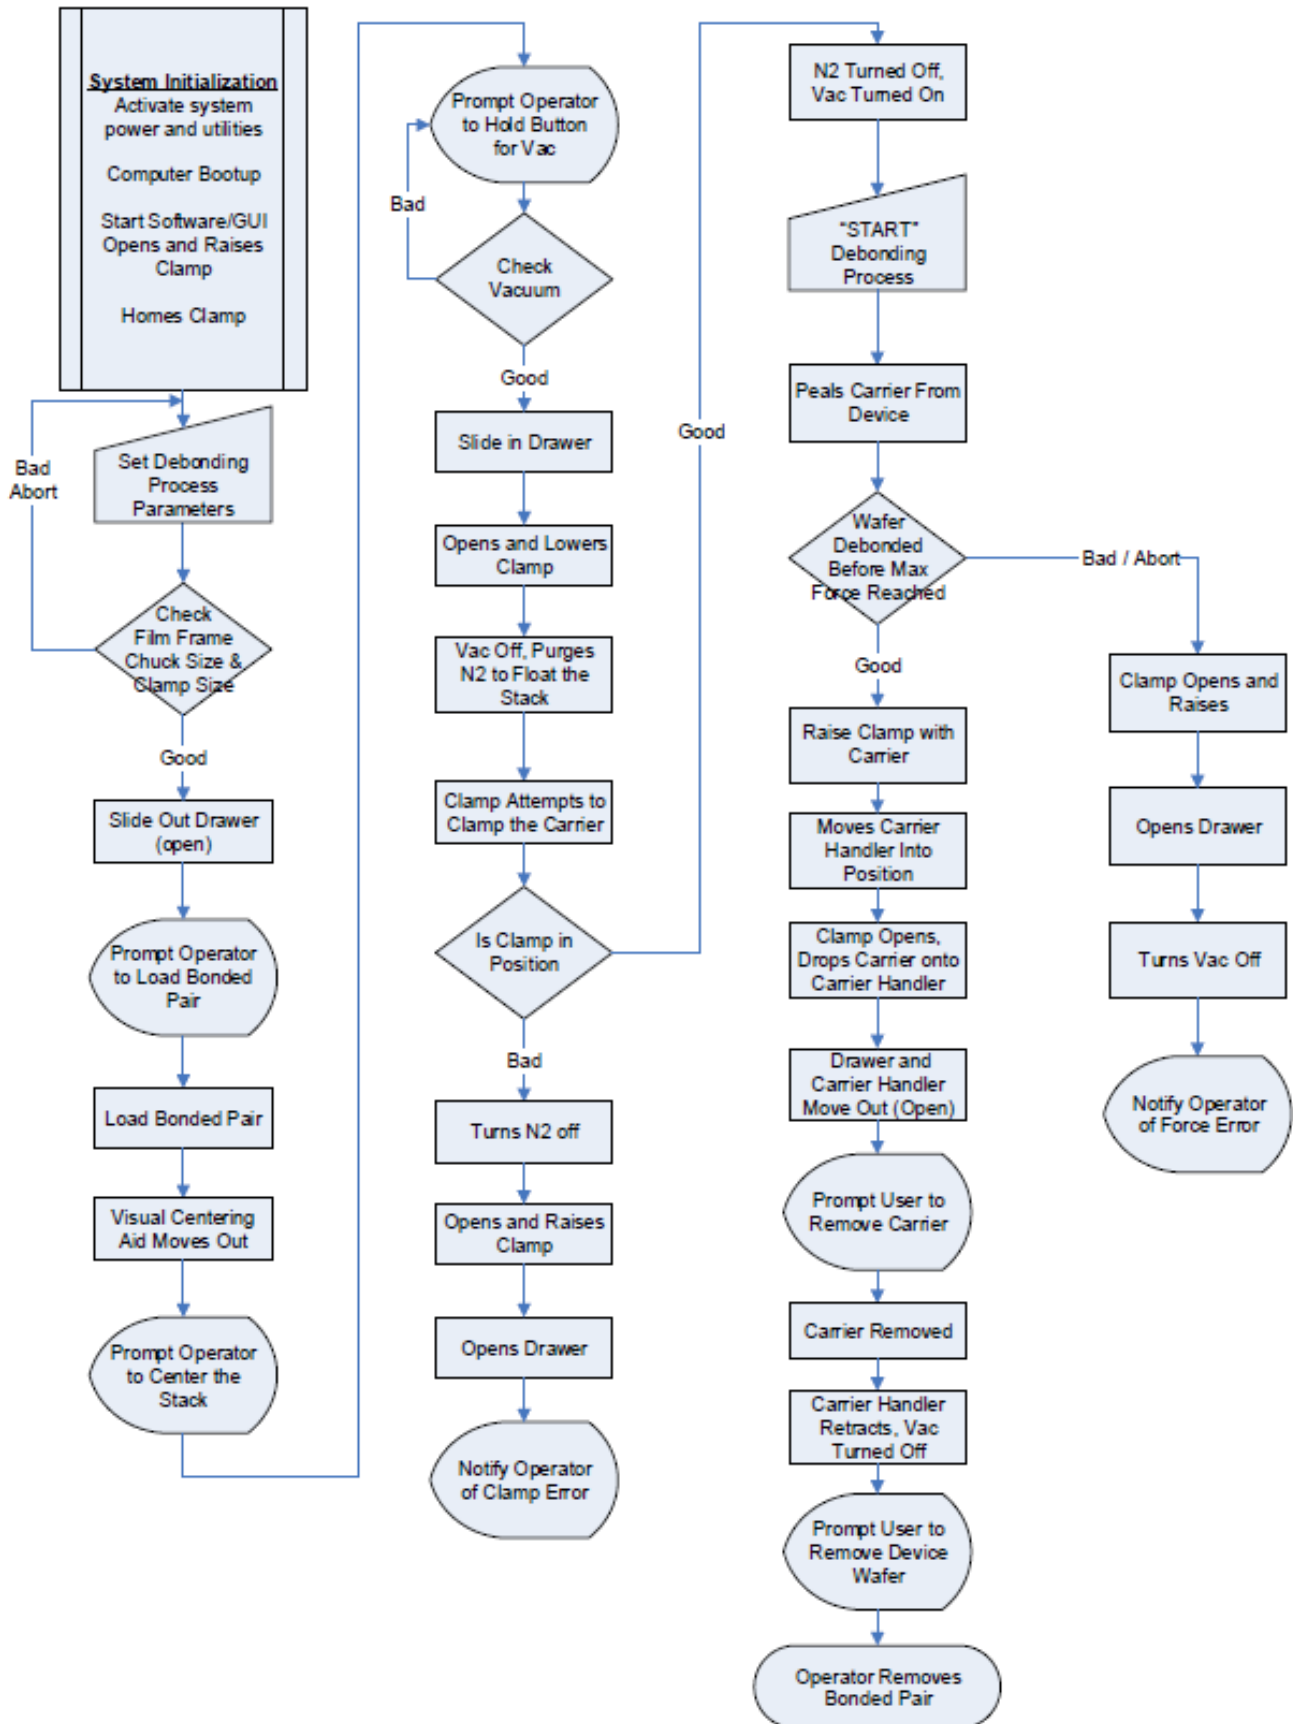 System Initialization
Activate system
power and utilities
Computer Bootup
Start Software/GUI
Opens and Raises
Clamp
Homes Clamp
Bad
Abort
Set Debonding
Process
Parameters
Check
Film Frame
Chuck Size &
Clamp Size
Good
Slide Out Drawer
(open)
Prompt Operator
to Load Bonded
Pair
Load Bonded Pair
Visual Centering
Aid Moves Out
Prompt Operator
to Center the
Stack
Prompt Operator
to Hold Button
for Vac
Bad
Check
Vacuum
Good
Slide in Drawer
Opens and Lowers
Clamp
Vac Off, Purges
N2 to Float the
Stack
Clamp Attempts to
Clamp the Carrier
Is Clamp in
Position
Bad
Turns N2 off
Opens and Raises
Clamp
Opens Drawer
Notify Operator
of Clamp Error
Good
N2 Turned Off,
Vac Turned On
"START"
Debonding
Process
Peals Carrier From
Device
Wafer
Debonded
Before Max
Force Reached
Good
Raise Clamp with
Carrier
Moves Carrier
Handler Into
Position
Clamp Opens,
Drops Carrier onto
Carrier Handler
Drawer and
Carrier Handler
Move Out (Open)
Prompt User to
Remove Carrier
Carrier Removed
Carrier Handler
Retracts, Vac
Turned Off
Prompt User to
Remove Device
Wafer
Operator Removes
Bonded Pair
Bad / Abort
Clamp Opens and
Raises
Opens Drawer
Turns Vac Off
Notify Operator
of Force Error